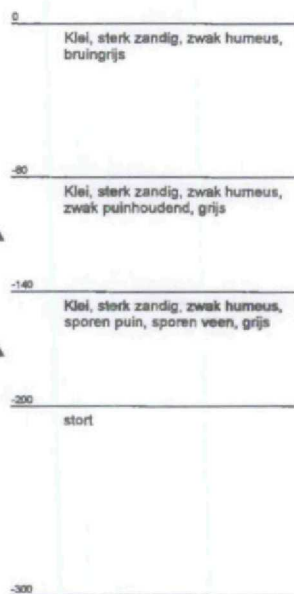 0
Klei, sterk zandig, zwak humeus,
bruingrijs
-80
Klei, sterk zandig, zwak humeus,
zwak puinhoudend, grijs
-140
Klei, sterk zandig, zwak humeus,
sporen puin, sporen veen, grijs
-200
stort
-300